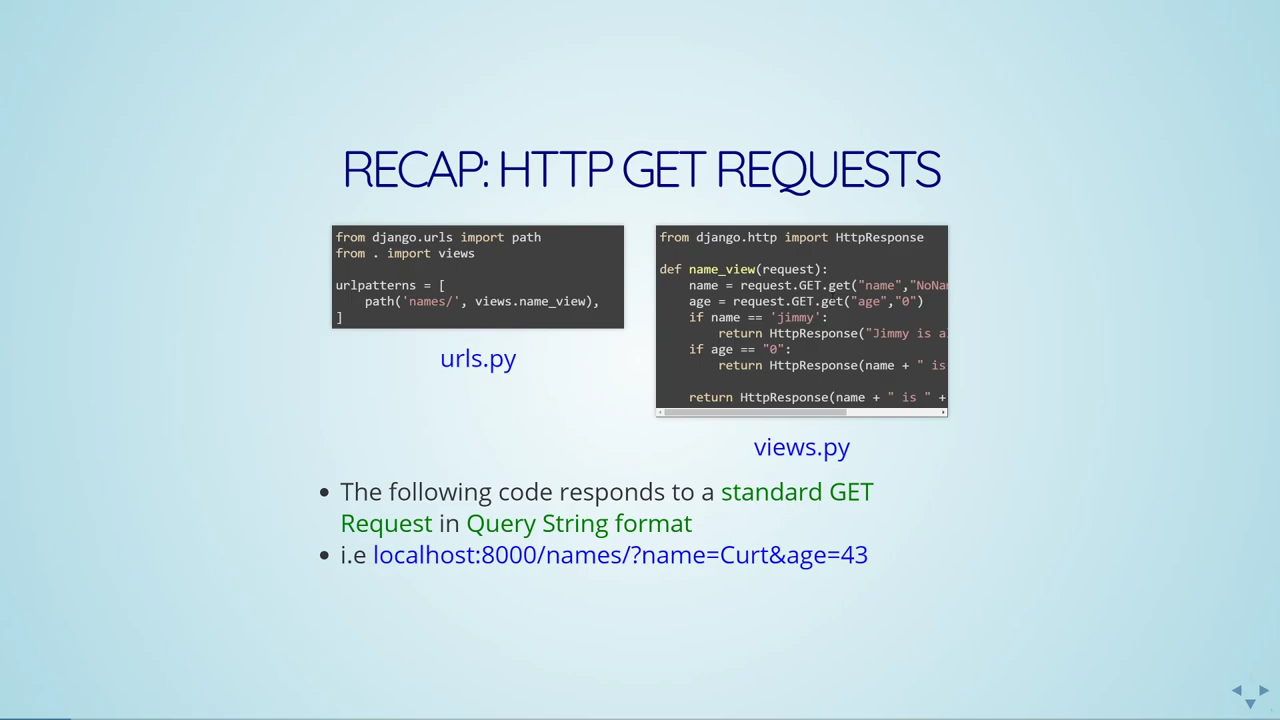 RECAP: HTTP GET REQUESTS
from django.urls import path
from . import views
urlpatterns = [
path('names/', views.name_view),
]
urls.py
from django.http import HttpResponse
def name_view(request):
name = request.GET.get("name","NoNa
age = request.GET.get("age","0")
if name == 'jimmy':
return HttpResponse("Jimmy is a
if age == "0":
return HttpResponse(name + " is
return HttpResponse(name + " is " +
views.py
• The following code responds to a standard GET
Request in Query String format
• i.e localhost:8000/names/?name=Curt&age=43